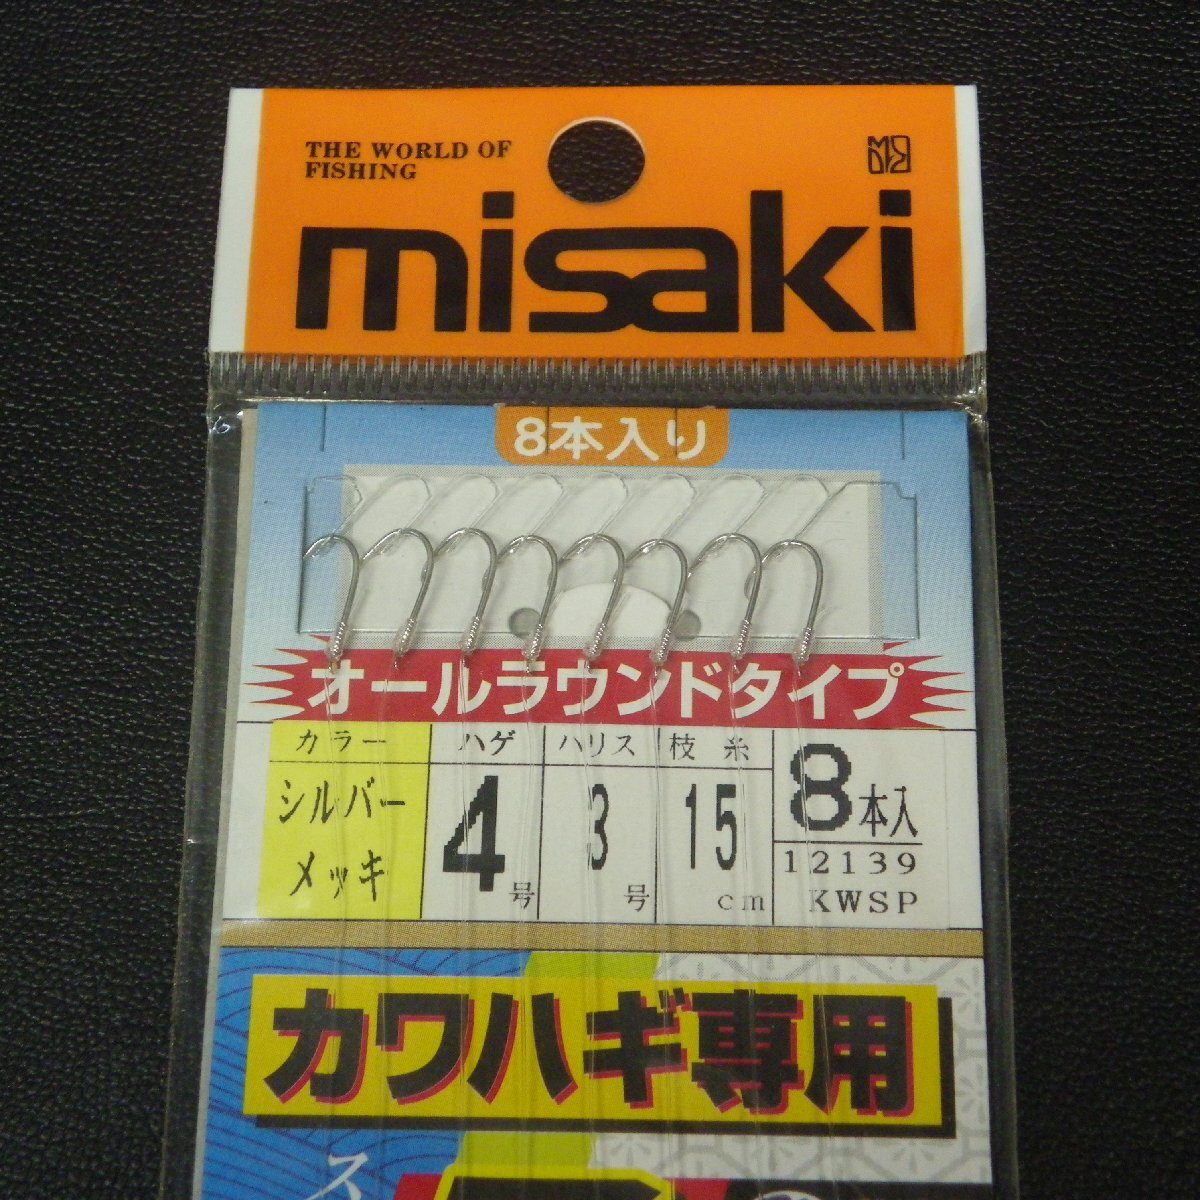 THE WORLD OF
FISHING
misaki
8本入り
オールラウンドタイプ
カラー ハゲ ハリス 枝糸
シルバー
メッキ
4号
3号
15cm
8本入
12139
KWSP
カワハギ専用
ス